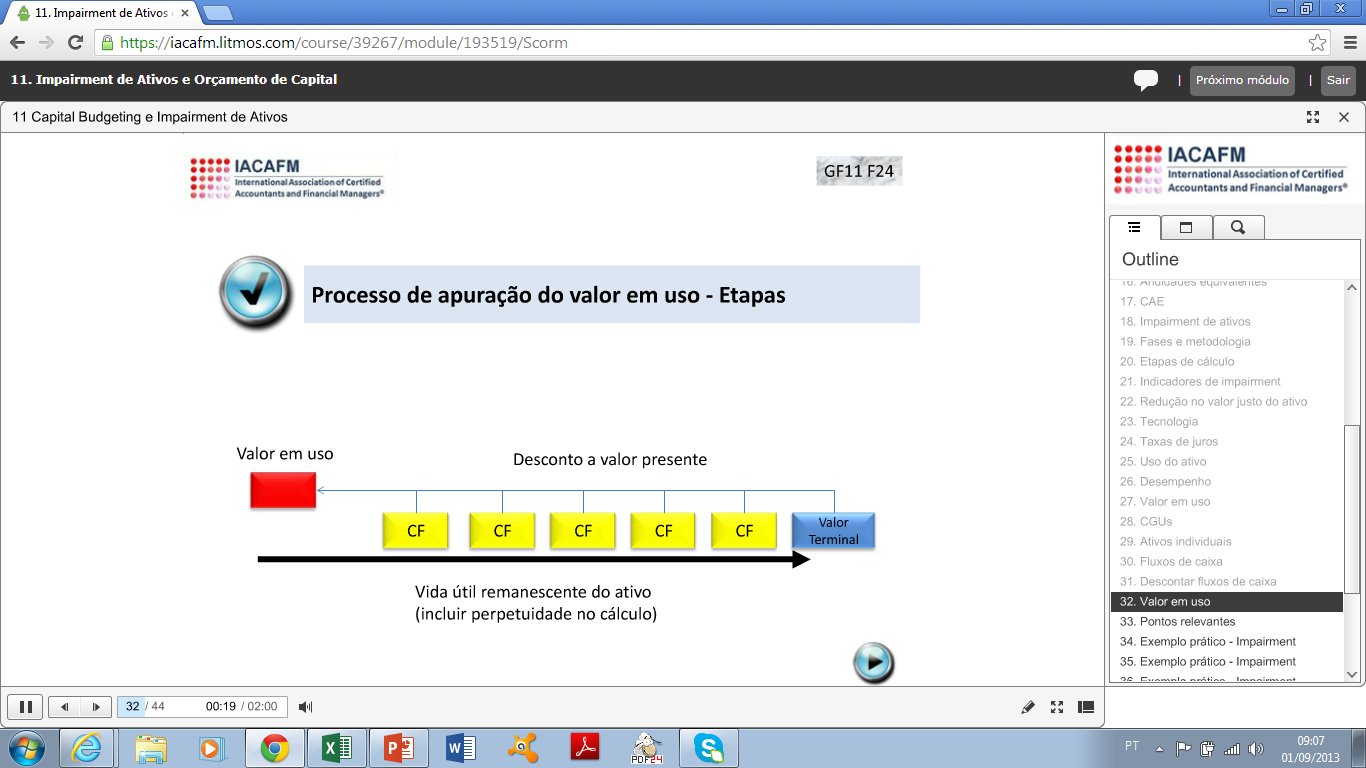 11. Impairment de Ativos
https://iacafm.litmos.com/course/39267/module/193519/Scorm
11. Impairment de Ativos e Orçamento de Capital
Próximo módulo
Sair
11 Capital Budgeting e Impairment de Ativos
IACAFM
International Association of Certified
Accountants and Financial Managers®
GF11 F24
Processo de apuração do valor em uso - Etapas
Valor em uso
Desconto a valor presente
CF
CF
CF
CF
CF
Valor
Terminal
Vida útil remanescente do ativo
(incluir perpetuidade no cálculo)
IACAFM
International Association of Certified
Accountants and Financial Managers®
Outline
16. Anuidades equivalentes
17. CAE
18. Impairment de ativos
19. Fases e metodologia
20. Etapas de cálculo
21. Indicadores de impairment
22. Redução no valor justo do ativo
23. Tecnologia
24. Taxas de juros
25. Uso do ativo
26. Desempenho
27. Valor em uso
28. CGUs
29. Ativos individuais
30. Fluxos de caixa
31. Descontar fluxos de caixa
32. Valor em uso
33. Pontos relevantes
34. Exemplo prático - Impairment
35. Exemplo prático - Impairment
36. Exemplo prático - Impairment
32 / 44
00:19 / 02:00
PDF24
PT
09:07
01/09/2013